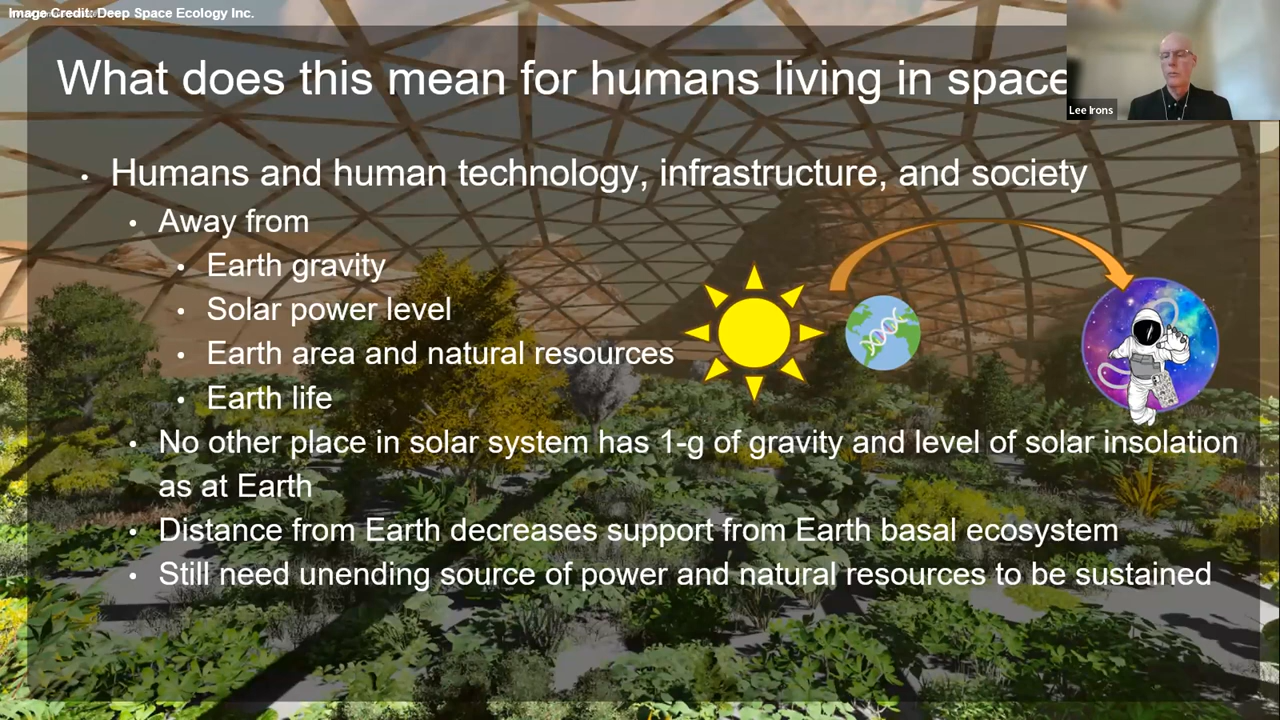 Image Credit: Deep Space Ecology Inc.
What does this mean for humans living in space
Lee Irons
• Humans and human technology, infrastructure, and society
• Away from
• Earth gravity
• Solar power level
• Earth area and natural resources
• Earth life
• No other place in solar system has 1-g of gravity and level of solar insolation
as at Earth
• Distance from Earth decreases support from Earth basal ecosystem
• Still need unending source of power and natural resources to be sustained